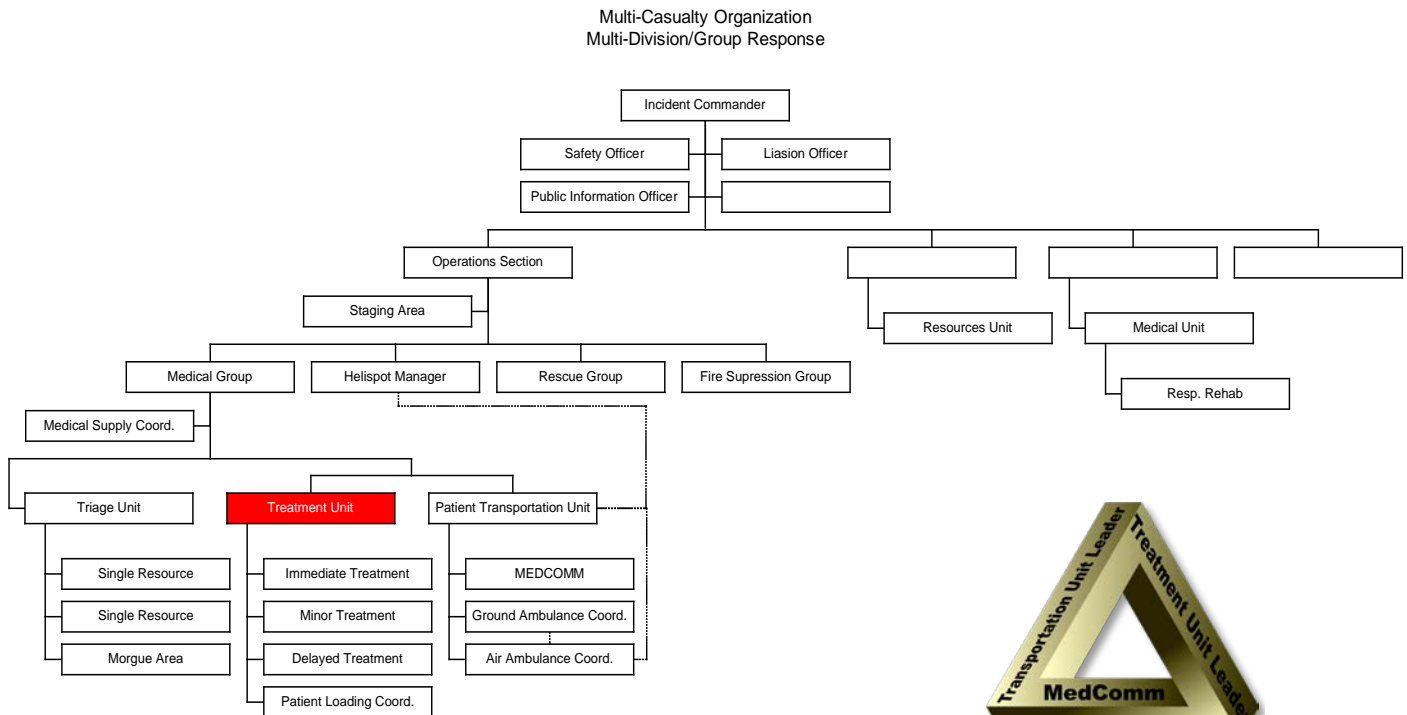 Multi-Casualty Organization
Multi-Division/Group Response
Incident Commander
Safety Officer
Liasion Officer
Public Information Officer
Operations Section
Staging Area
Resources Unit
Medical Unit
Medical Group
Helispot Manager
Rescue Group
Fire Supression Group
Resp. Rehab
Medical Supply Coord.
Triage Unit
Treatment Unit
Patient Transportation Unit
Single Resource
Immediate Treatment
MEDCOMM
Single Resource
Minor Treatment
Ground Ambulance Coord.
Morgue Area
Delayed Treatment
Air Ambulance Coord.
Patient Loading Coord.
Transportation Unit Leader
Treatment Unit Leader
MedComm